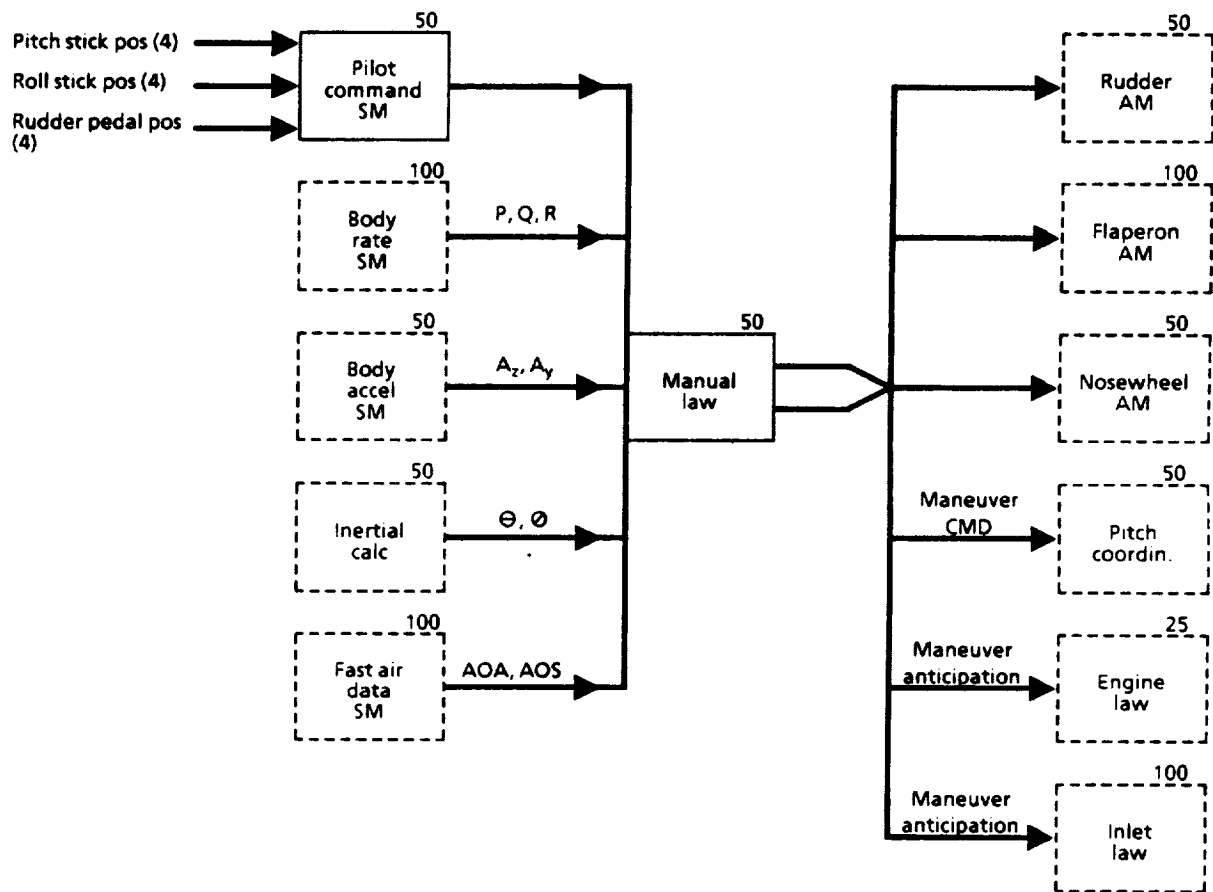 50
Pitch stick pos (4)
Roll stick pos (4)
Rudder pedal pos
(4)
Pilot
command
SM
100
Body
rate
SM
P, Q, R
50
Body
accel
SM
Az, Ay
50
Inertial
calc
Θ, Ø
100
Fast air
data
SM
AOA, AOS
50
Manual
law
50
Rudder
AM
100
Flaperon
AM
50
Nosewheel
AM
50
Maneuver
CMD
Pitch
coordin.
25
Maneuver
anticipation
Engine
law
100
Maneuver
anticipation
Inlet
law